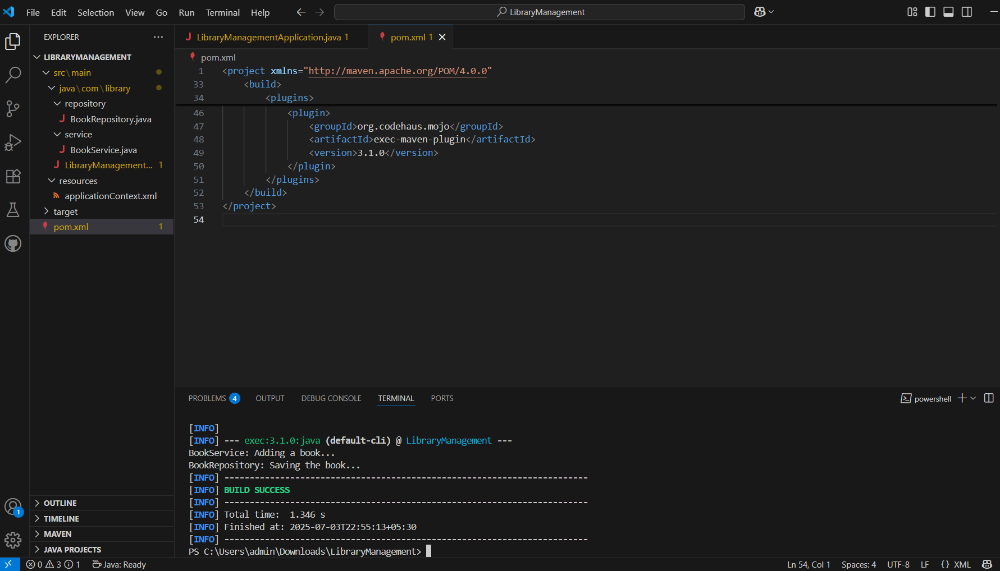 File Edit Selection View Go Run Terminal Help
LibraryManagement
EXPLORER
LIBRARYMANAGEMENT
src\main
java\com\library
repository
BookRepository.java
service
BookService.java
LibraryManagement... 1
resources
applicationContext.xml
target
pom.xml 1
OUTLINE
TIMELINE
MAVEN
JAVA PROJECTS
1
LibraryManagementApplication.java 1
pom.xml 1
pom.xml
1 <project xmlns="http://maven.apache.org/POM/4.0.0"
33 <build>
34 <plugins>
46 <plugin>
47 <groupId>org.codehaus.mojo</groupId>
48 <artifactId>exec-maven-plugin</artifactId>
49 <version>3.1.0</version>
50 </plugin>
51 </plugins>
52 </build>
53 </project>
54
PROBLEMS 4 OUTPUT DEBUG CONSOLE TERMINAL PORTS
powershell
[INFO]
[INFO] --- exec:3.1.0:java (default-cli) @ LibraryManagement ---
BookService: Adding a book...
BookRepository: Saving the book...
[INFO] ------------------------------------------------------------------------
[INFO] BUILD SUCCESS
[INFO] ------------------------------------------------------------------------
[INFO] Total time:  1.346 s
[INFO] Finished at: 2025-07-03T22:55:13+05:30
[INFO] ------------------------------------------------------------------------
PS C:\Users\admin\Downloads\LibraryManagement>
0 3 1 Java: Ready
Ln 54, Col 1 Spaces: 4 UTF-8 LF {} XML